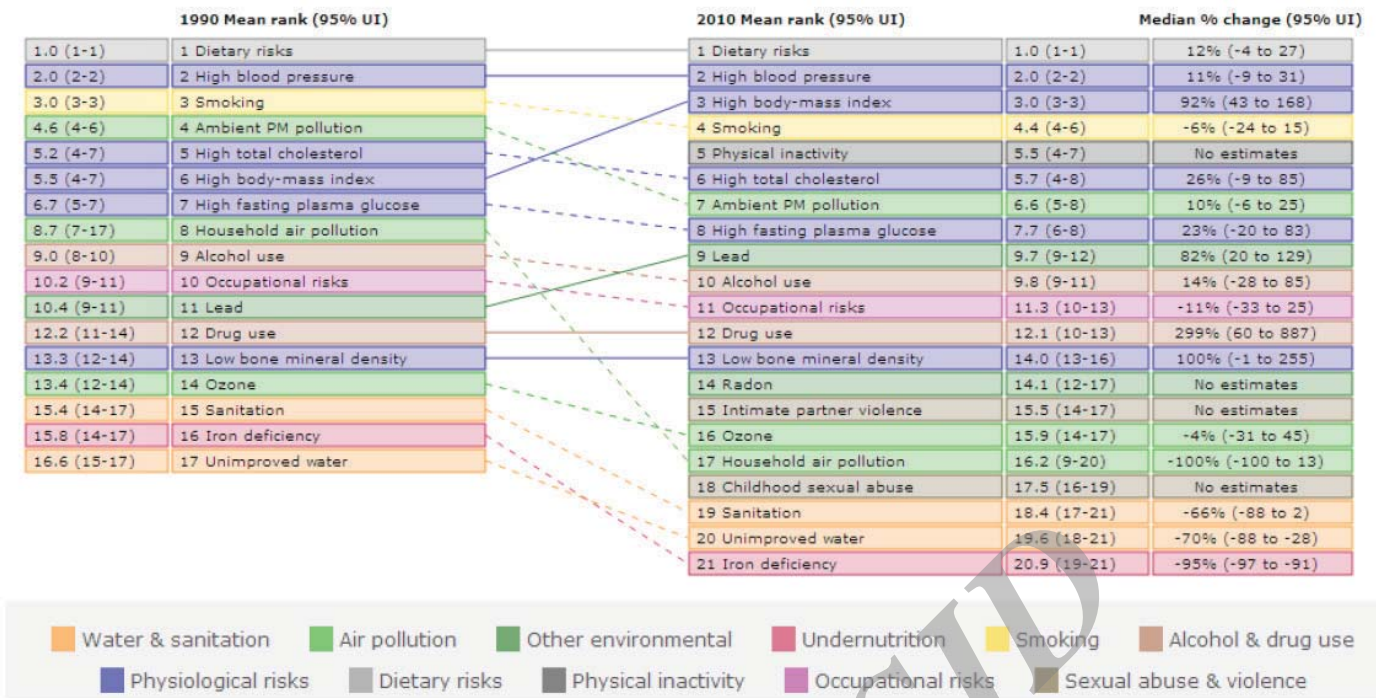 1990 Mean rank (95% UI) 2010 Mean rank (95% UI) Median % change (95% UI)
1.0 (1-1) 1 Dietary risks 1 Dietary risks 1.0 (1-1) 12% (-4 to 27)
2.0 (2-2) 2 High blood pressure 2 High blood pressure 2.0 (2-2) 11% (-9 to 31)
3.0 (3-3) 3 Smoking 3 High body-mass index 3.0 (3-3) 92% (43 to 168)
4.6 (4-6) 4 Ambient PM pollution 4 Smoking 4.4 (4-6) -6% (-24 to 15)
5.2 (4-7) 5 High total cholesterol 5 Physical inactivity 5.5 (4-7) No estimates
5.5 (4-7) 6 High body-mass index 6 High total cholesterol 5.7 (4-8) 26% (-9 to 85)
6.7 (5-7) 7 High fasting plasma glucose 7 Ambient PM pollution 6.6 (5-8) 10% (-6 to 25)
8.7 (7-17) 8 Household air pollution 8 High fasting plasma glucose 7.7 (6-8) 23% (-20 to 83)
9.0 (8-10) 9 Alcohol use 9 Lead 9.7 (9-12) 82% (20 to 129)
10.2 (9-11) 10 Occupational risks 10 Alcohol use 9.8 (9-11) 14% (-28 to 85)
10.4 (9-11) 11 Lead 11 Occupational risks 11.3 (10-13) -11% (-33 to 25)
12.2 (11-14) 12 Drug use 12 Drug use 12.1 (10-13) 299% (60 to 887)
13.3 (12-14) 13 Low bone mineral density 13 Low bone mineral density 14.0 (13-16) 100% (-1 to 255)
13.4 (12-14) 14 Ozone 14 Radon 14.1 (12-17) No estimates
15.4 (14-17) 15 Sanitation 15 Intimate partner violence 15.5 (14-17) No estimates
15.8 (14-17) 16 Iron deficiency 16 Ozone 15.9 (14-17) -4% (-31 to 45)
16.6 (15-17) 17 Unimproved water 17 Household air pollution 16.2 (9-20) -100% (-100 to 13)
18 Childhood sexual abuse 17.5 (16-19) No estimates
19 Sanitation 18.4 (17-21) -66% (-88 to 2)
20 Unimproved water 19.6 (18-21) -70% (-88 to -28)
21 Iron deficiency 20.9 (19-21) -95% (-97 to -91)
Water & sanitation Air pollution Other environmental Undernutrition Smoking Alcohol & drug use
Physiological risks Dietary risks Physical inactivity Occupational risks Sexual abuse & violence